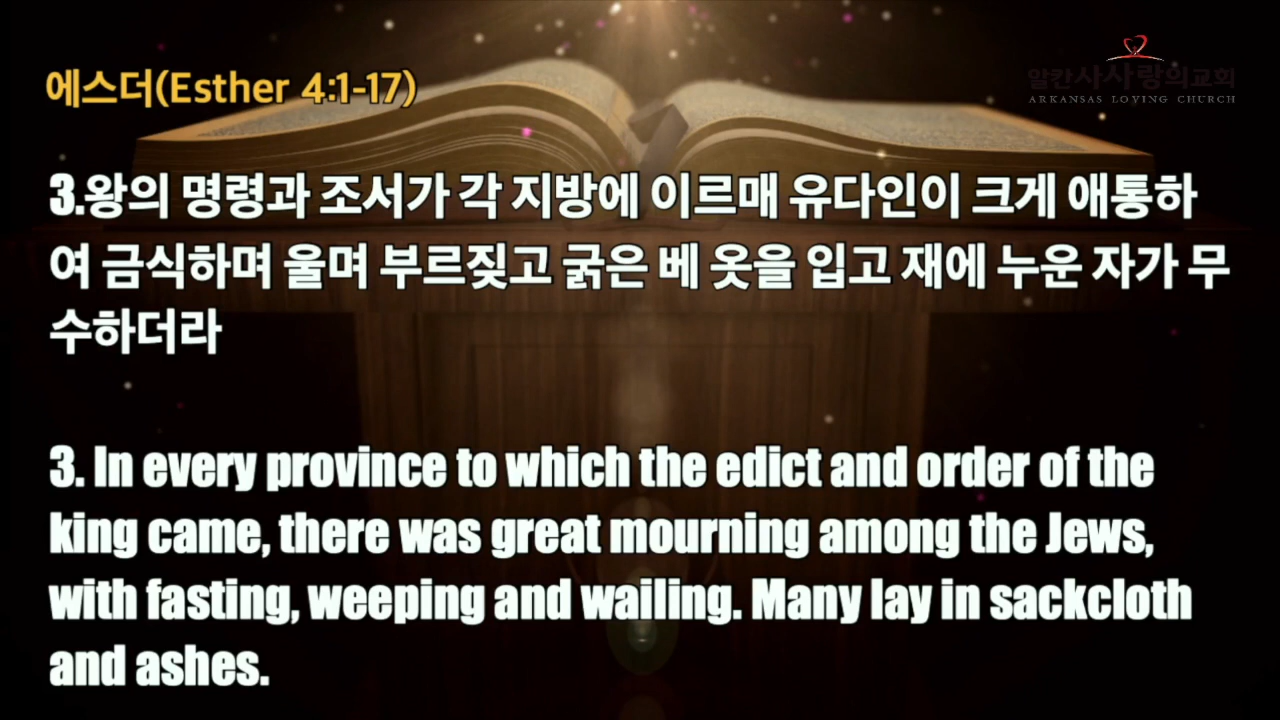 에스더(Esther 4:1-17)
알칸사사랑의교회
ARKANSAS LOVING CHURCH
3.왕의 명령과 조서가 각 지방에 이르매 유다인이 크게 애통하
여 금식하며 울며 부르짖고 굵은 베 옷을 입고 재에 누운 자가 무
수하더라
3. In every province to which the edict and order of the
king came, there was great mourning among the Jews,
with fasting, weeping and wailing. Many lay in sackcloth
and ashes.